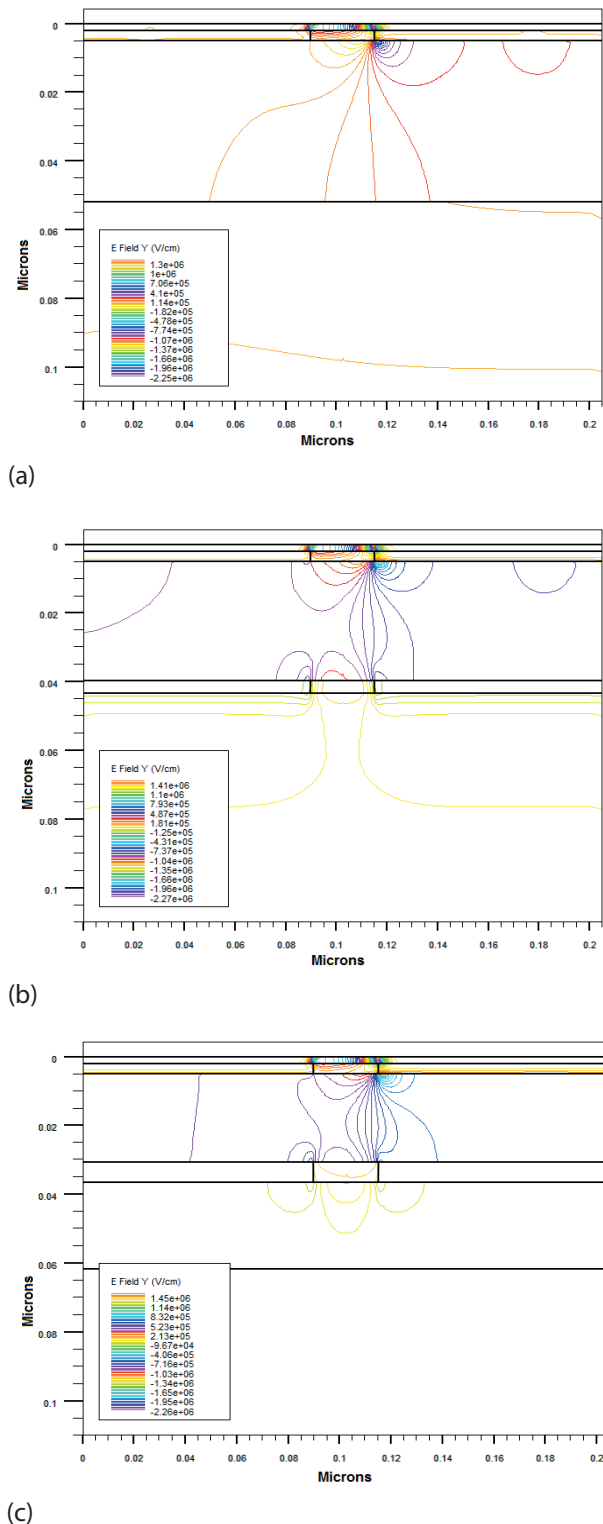 0
0.02
0.04
0.06
0.08
0.1
Microns
E Field Y (V/cm)
1.3e+06
1e+06
7.06e+05
4.1e+05
1.14e+05
-1.82e+05
-4.78e+05
-7.74e+05
-1.07e+06
-1.37e+06
-1.66e+06
-1.96e+06
-2.25e+06
0 0.02 0.04 0.06 0.08 0.1 0.12 0.14 0.16 0.18 0.2
Microns
(a)
0
0.02
0.04
0.06
0.08
0.1
Microns
E Field Y (V/cm)
1.41e+06
1.1e+06
7.93e+05
4.87e+05
1.81e+05
-1.25e+05
-4.31e+05
-7.37e+05
-1.04e+06
-1.35e+06
-1.66e+06
-1.96e+06
-2.27e+06
0 0.02 0.04 0.06 0.08 0.1 0.12 0.14 0.16 0.18 0.2
Microns
(b)
0
0.02
0.04
0.06
0.08
0.1
Microns
E Field Y (V/cm)
1.45e+06
1.14e+06
8.32e+05
5.23e+05
2.13e+05
-9.67e+04
-4.06e+05
-7.16e+05
-1.03e+06
-1.34e+06
-1.65e+06
-1.95e+06
-2.26e+06
0 0.02 0.04 0.06 0.08 0.1 0.12 0.14 0.16 0.18 0.2
Microns
(c)